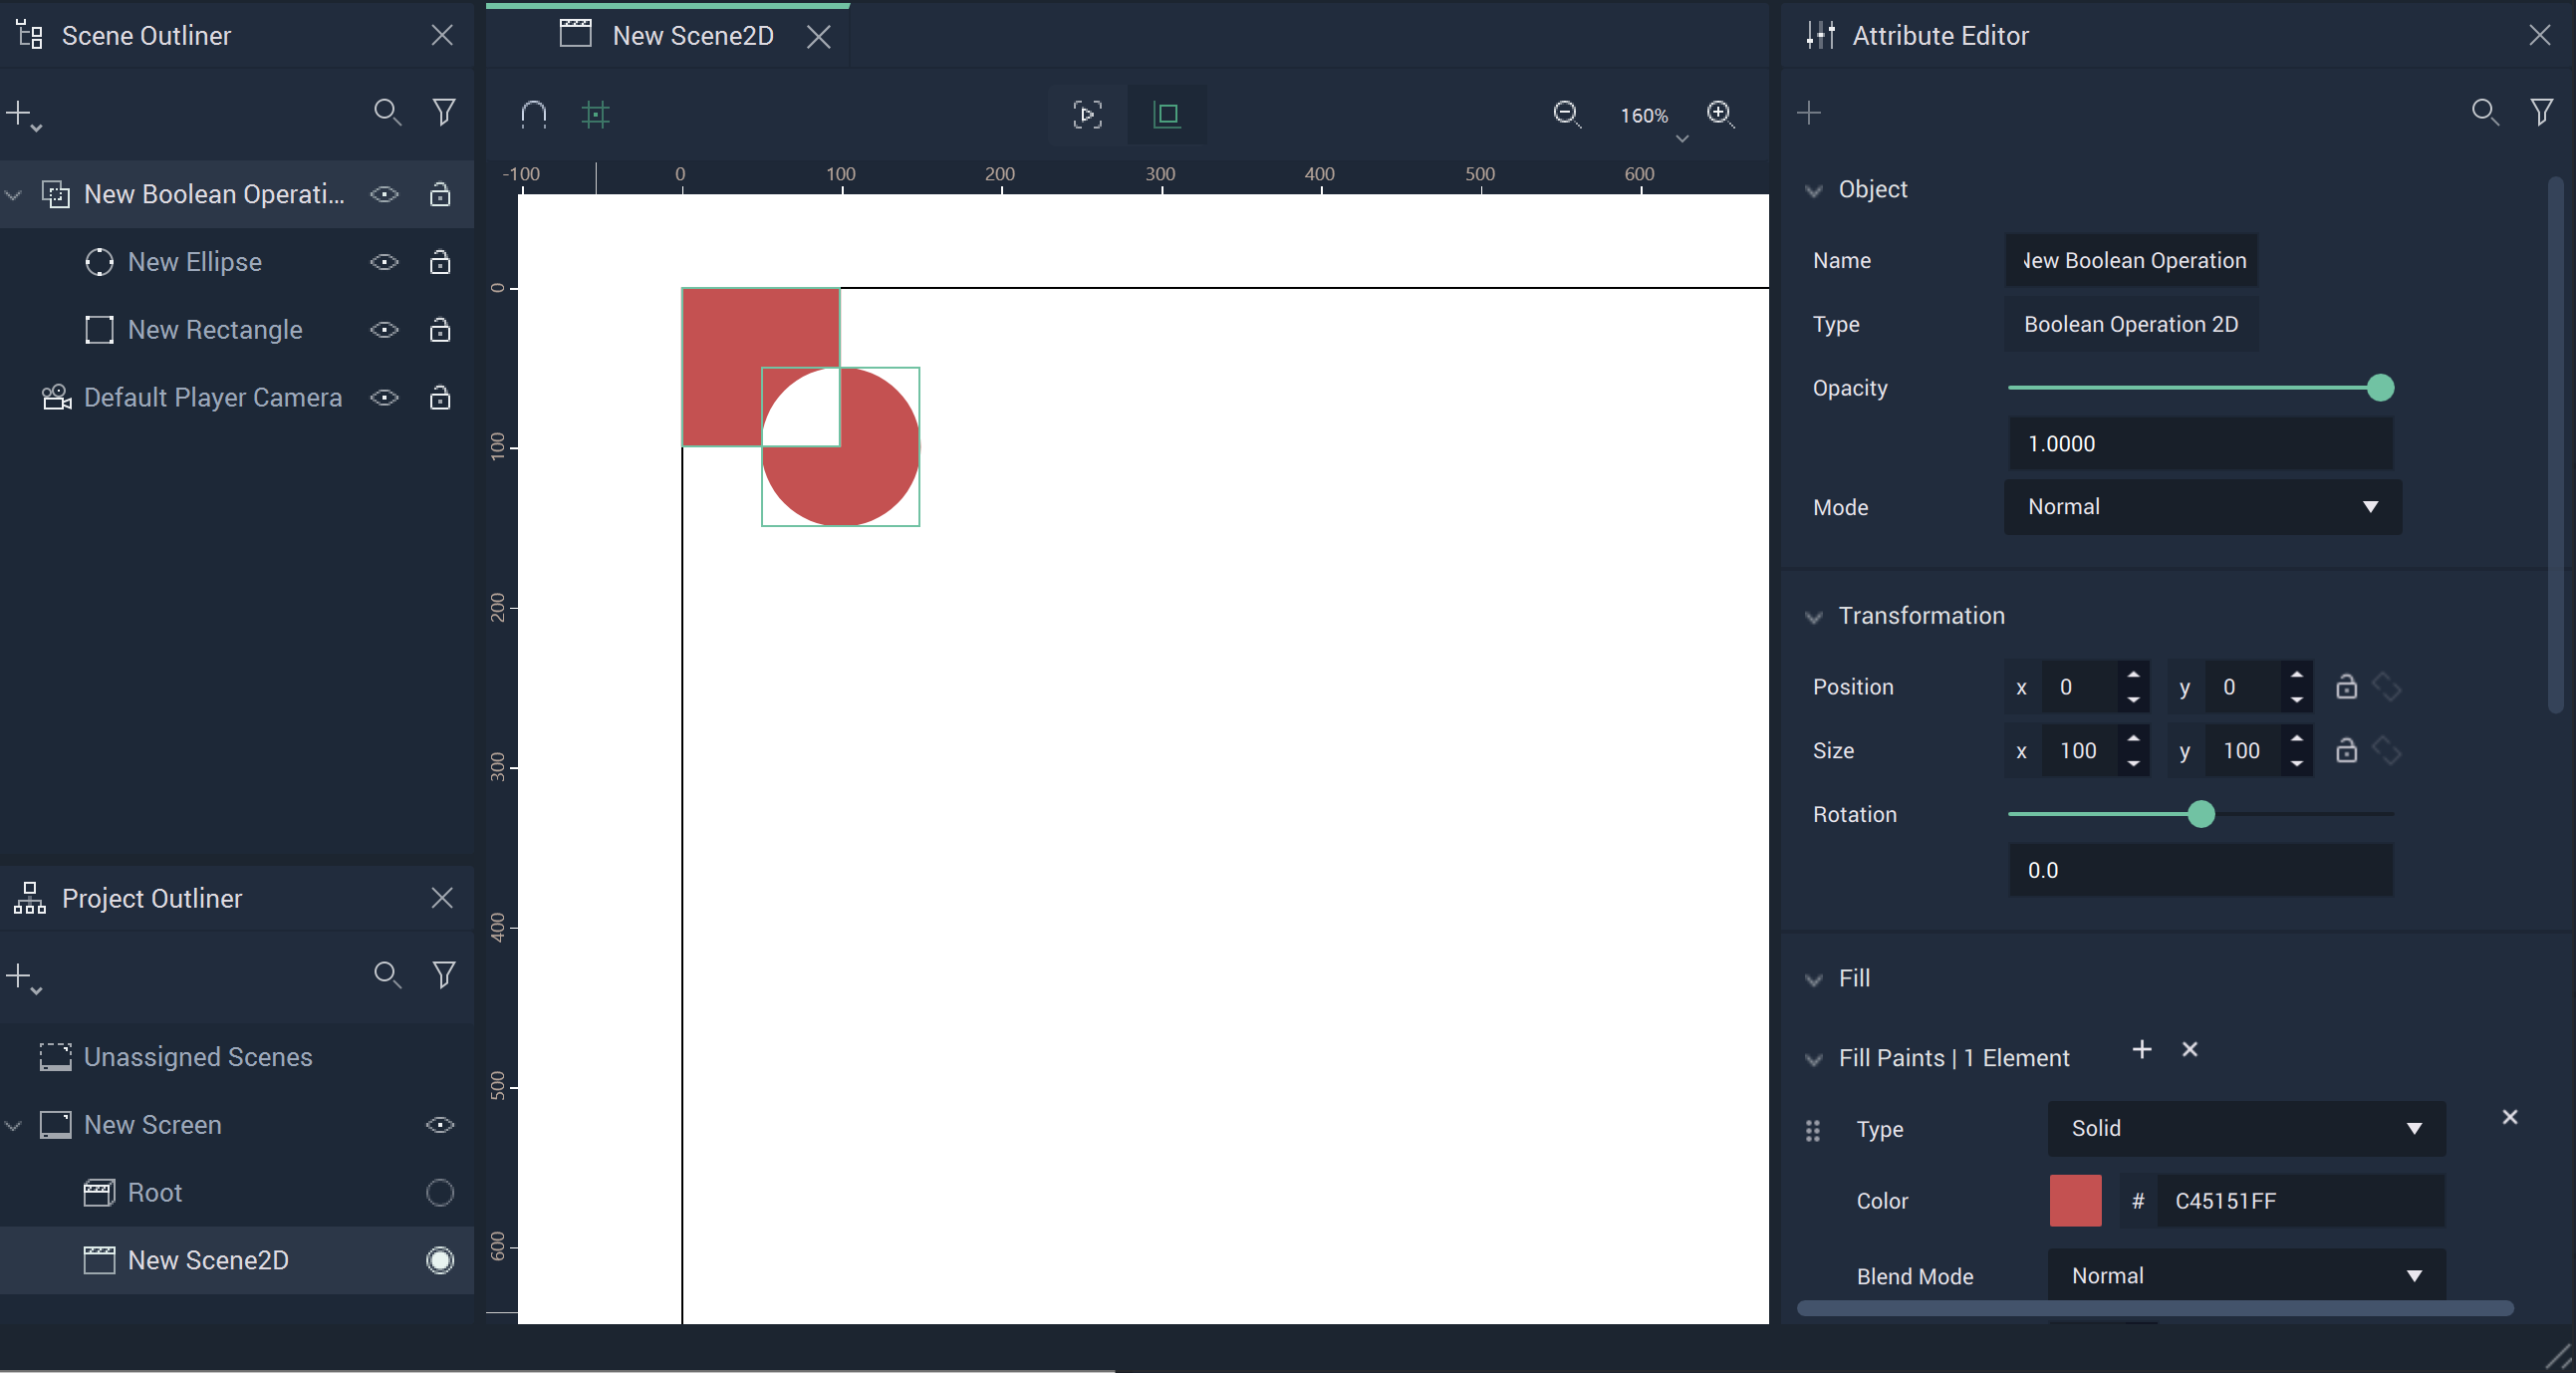 Scene Outliner
New Boolean Operati...
New Ellipse
New Rectangle
Default Player Camera
Project Outliner
Unassigned Scenes
New Screen
Root
New Scene2D
New Scene2D
160%
-100 0 100 200 300 400 500 600
0
100
200
300
400
500
600
Attribute Editor
Object
Name New Boolean Operation
Type Boolean Operation 2D
Opacity
1.0000
Mode Normal
Transformation
Position x 0 y 0
Size x 100 y 100
Rotation
0.0
Fill
Fill Paints | 1 Element
Type Solid
Color # C45151FF
Blend Mode Normal